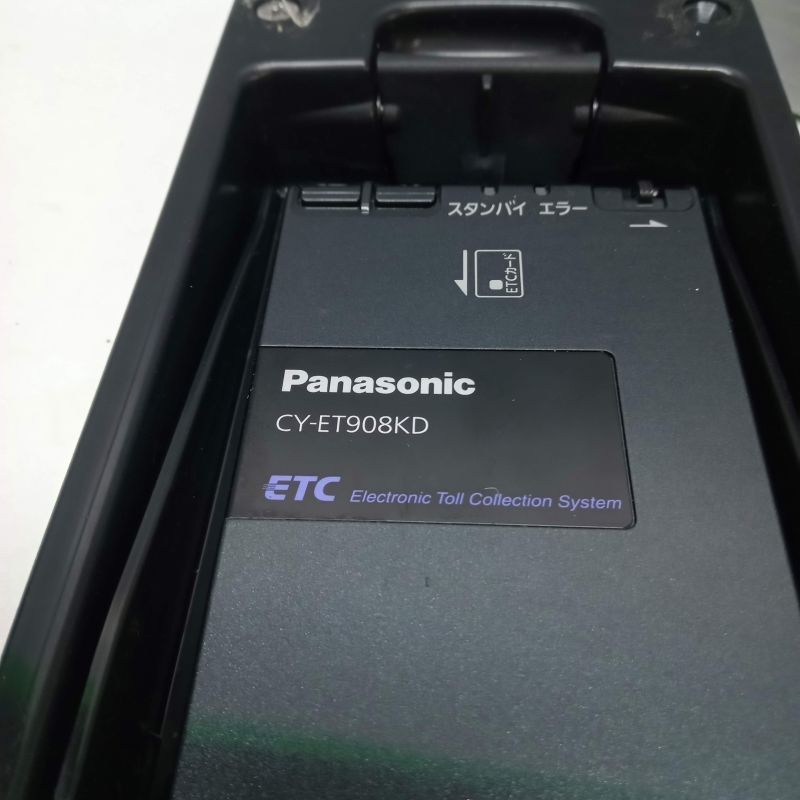 スタンバイ エラー
ETCカード
Panasonic
CY-ET908KD
ETC Electronic Toll Collection System